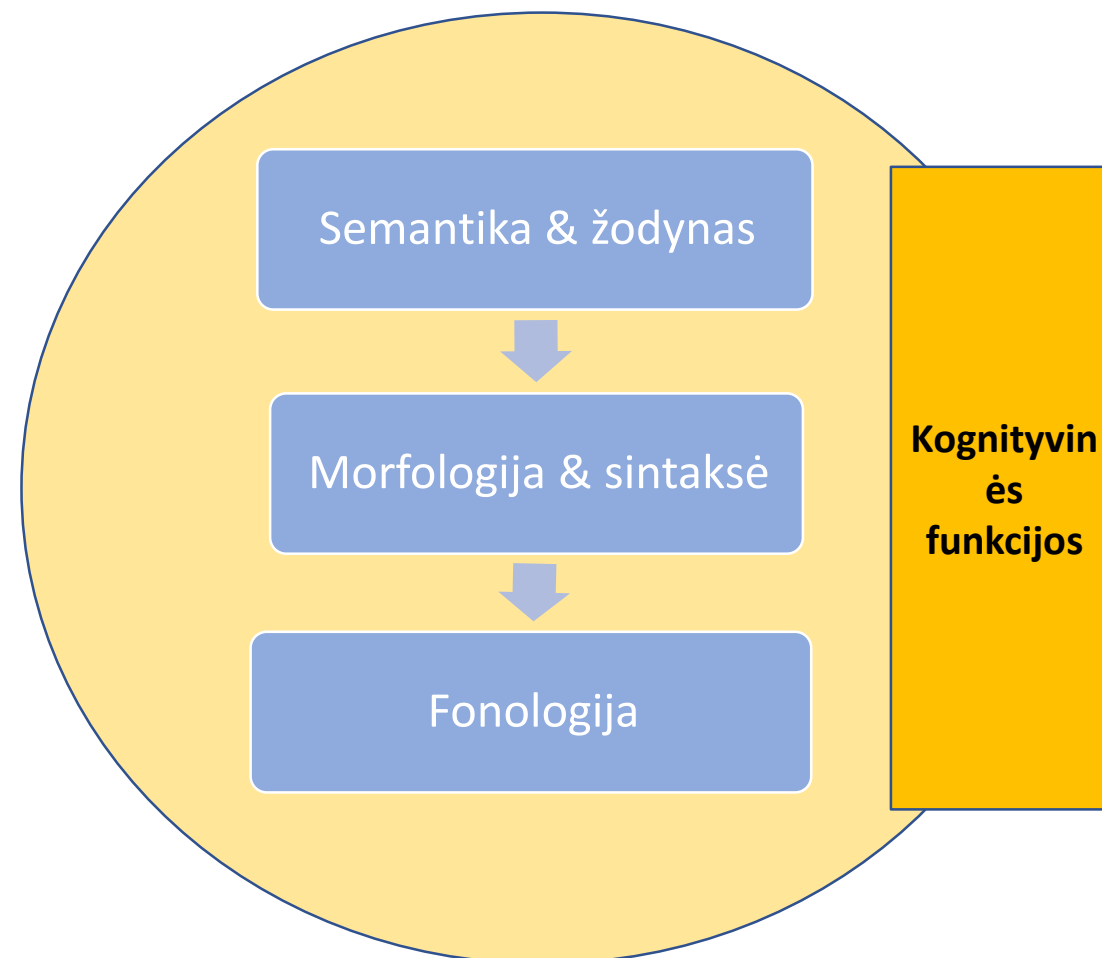 Semantika & žodynas
Morfologija & sintaksė
Kognityvin
ės
funkcijos
Fonologija